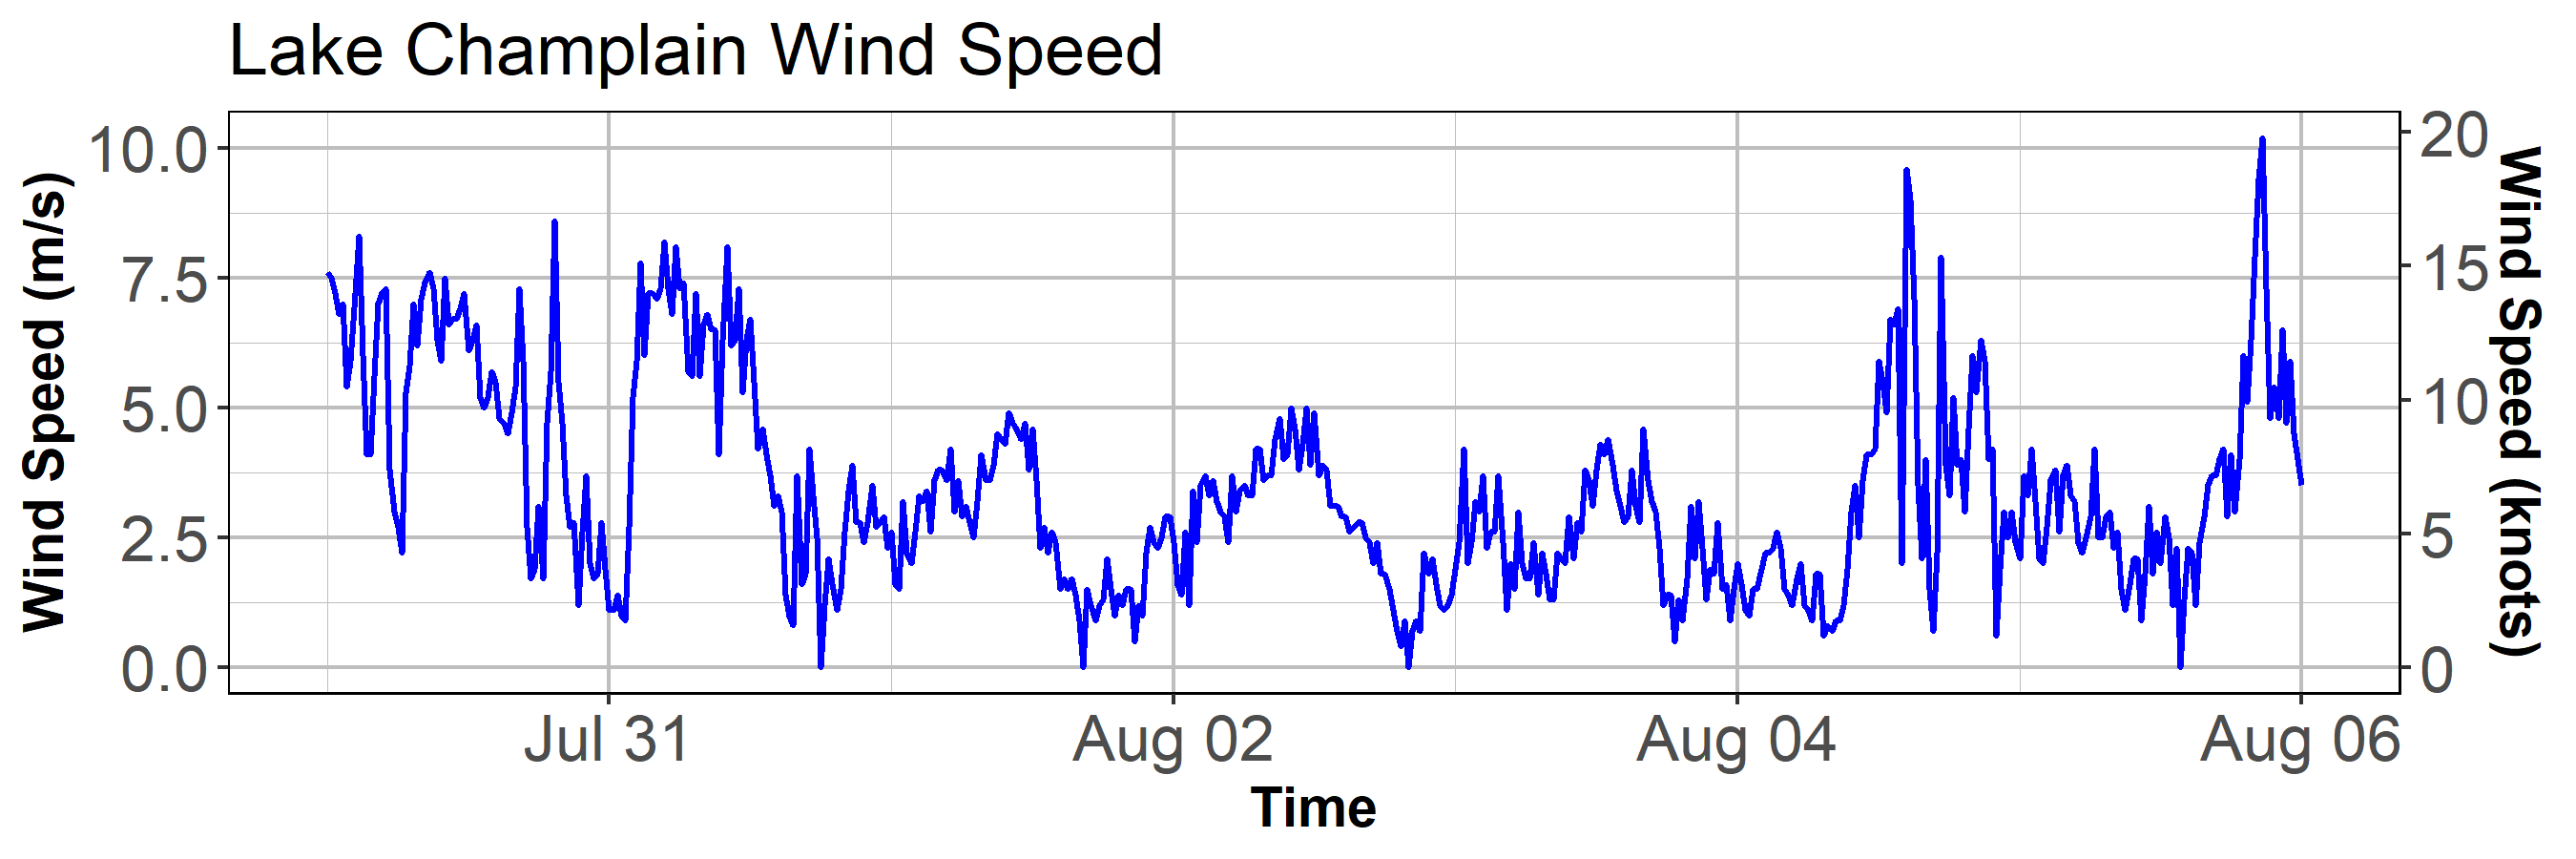 Lake Champlain Wind Speed
Wind Speed (m/s)
10.0
7.5
5.0
2.5
0.0
20
15
10
5
0
Wind Speed (knots)
Jul 31
Aug 02
Aug 04
Aug 06
Time